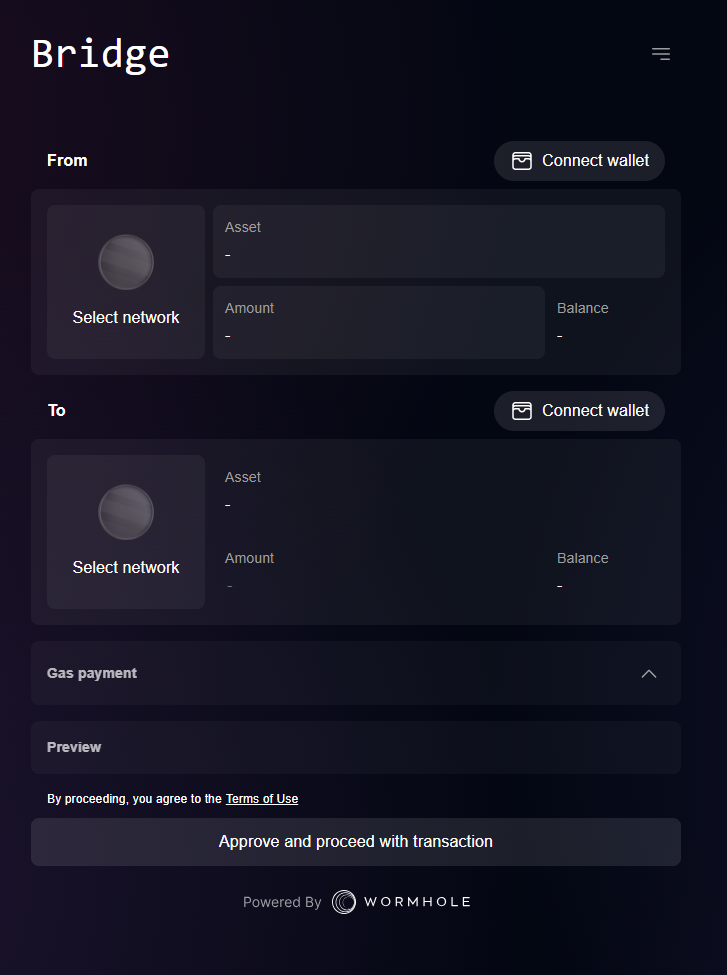 Bridge
From
Connect wallet
Select network
Asset
-
Amount
Balance
-
-
To
Connect wallet
Select network
Asset
-
Amount
Balance
-
-
Gas payment
Preview
By proceeding, you agree to the Terms of Use
Approve and proceed with transaction
Powered By WORMHOLE